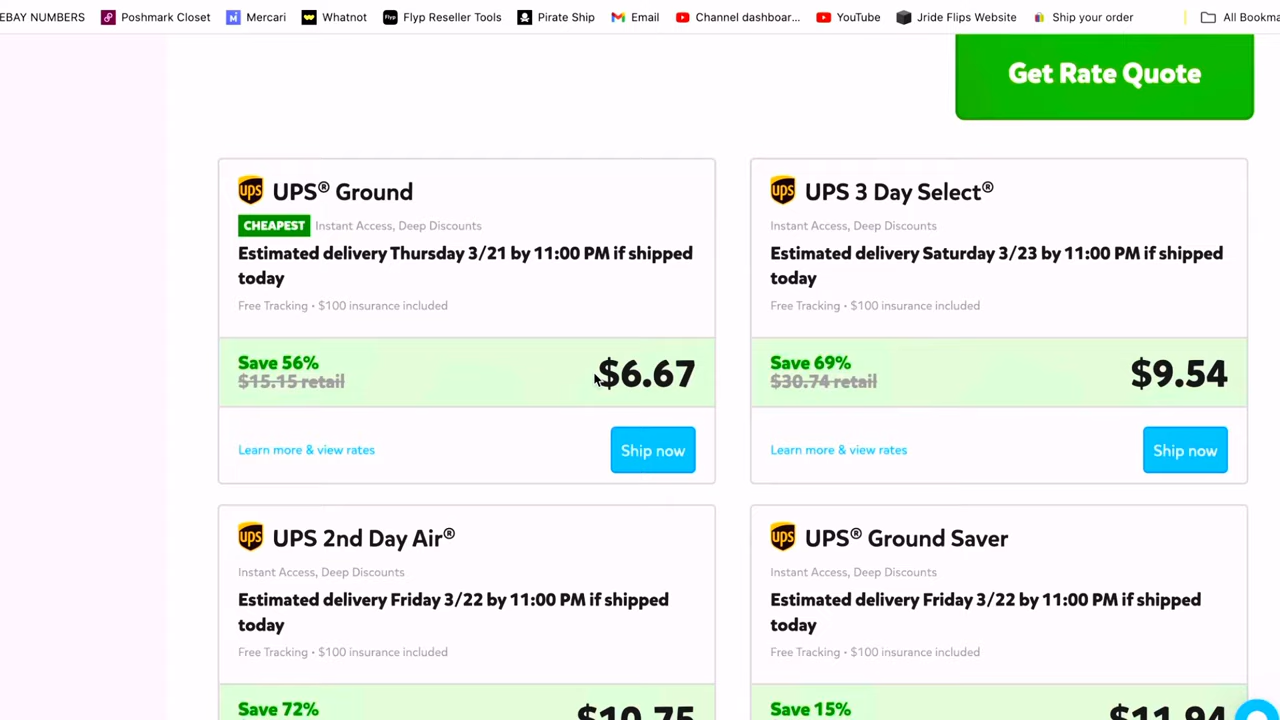 EBAY NUMBERS Poshmark Closet Mercari Whatnot Flyp Reseller Tools Pirate Ship Email Channel dashboar... YouTube Jride Flips Website Ship your order All Bookma
Get Rate Quote
ups UPS® Ground
CHEAPEST Instant Access, Deep Discounts
Estimated delivery Thursday 3/21 by 11:00 PM if shipped
today
Free Tracking • $100 insurance included
Save 56%
$15.15 retail
$6.67
Learn more & view rates
Ship now
ups UPS 3 Day Select®
Instant Access, Deep Discounts
Estimated delivery Saturday 3/23 by 11:00 PM if shipped
today
Free Tracking • $100 insurance included
Save 69%
$30.74 retail
$9.54
Learn more & view rates
Ship now
ups UPS 2nd Day Air®
Instant Access, Deep Discounts
Estimated delivery Friday 3/22 by 11:00 PM if shipped
today
Free Tracking • $100 insurance included
Save 72%
$10.75
ups UPS® Ground Saver
Instant Access, Deep Discounts
Estimated delivery Friday 3/22 by 11:00 PM if shipped
today
Free Tracking • $100 insurance included
Save 15%
$11.94